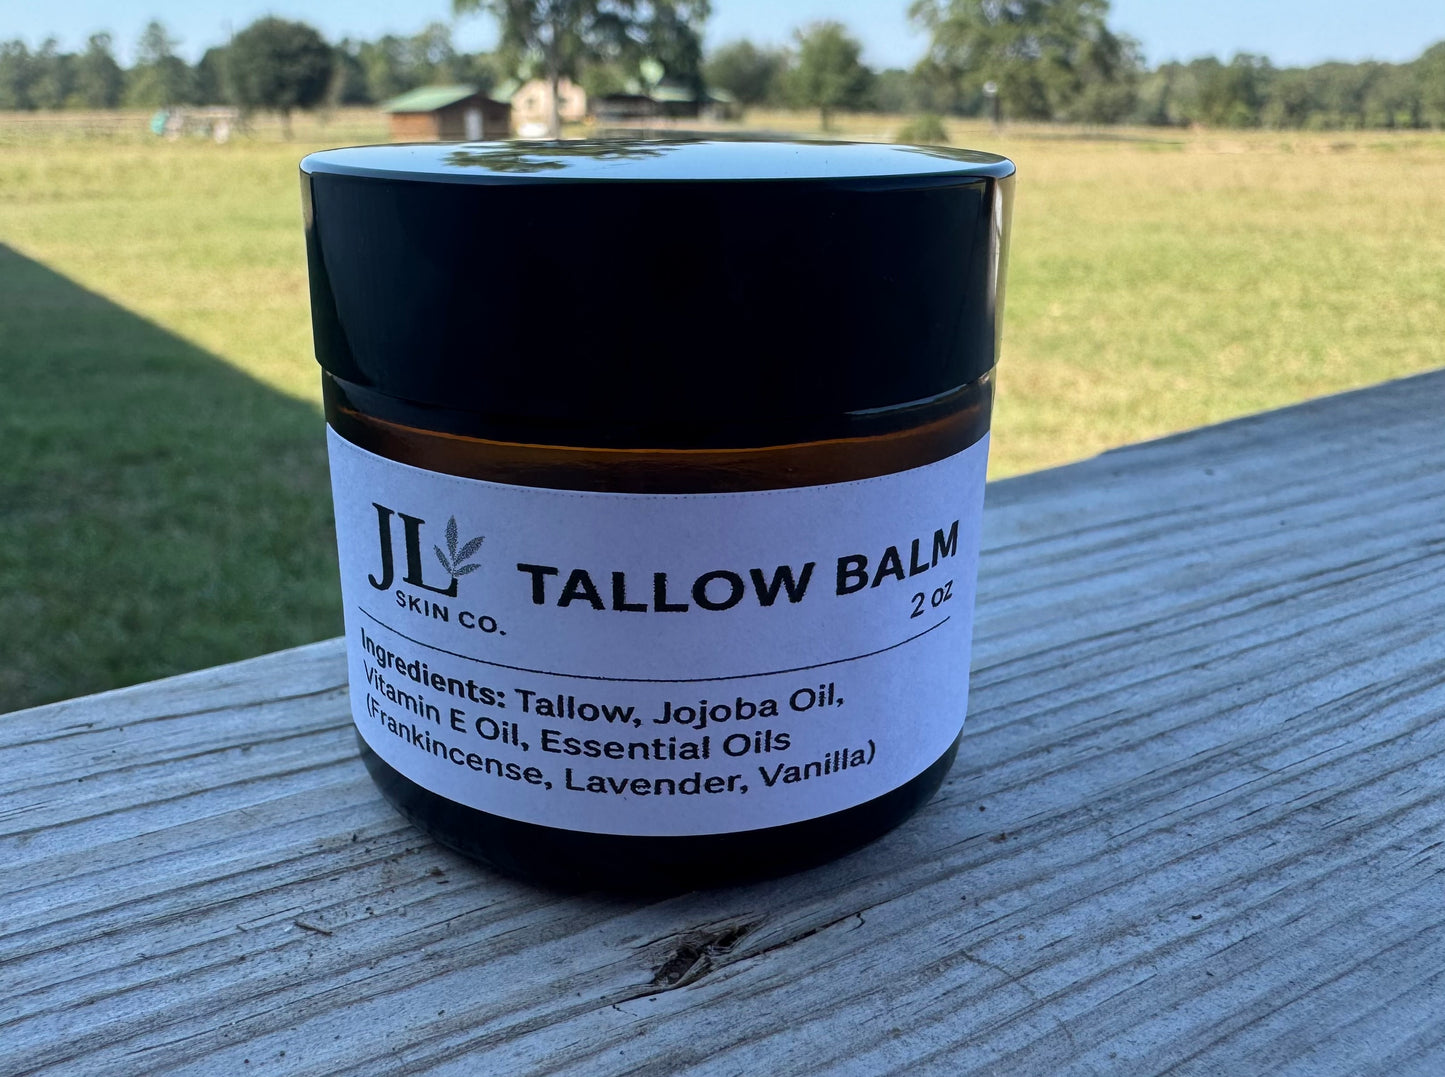 JL
SKIN CO.
TALLOW BALM
2 oz
Ingredients: Tallow, Jojoba Oil,
Vitamin E Oil, Essential Oils
(Frankincense, Lavender, Vanilla)